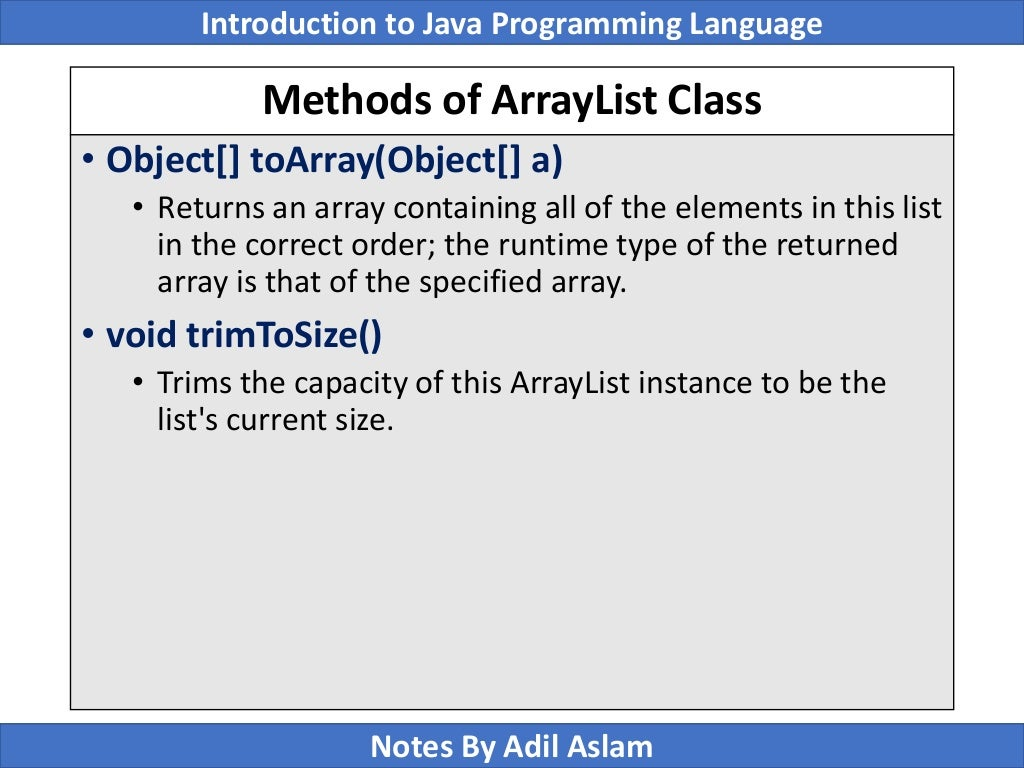 Introduction to Java Programming Language
Methods of ArrayList Class
• Object[] toArray(Object[] a)
• Returns an array containing all of the elements in this list
in the correct order; the runtime type of the returned
array is that of the specified array.
• void trimToSize()
• Trims the capacity of this ArrayList instance to be the
list's current size.
Notes By Adil Aslam